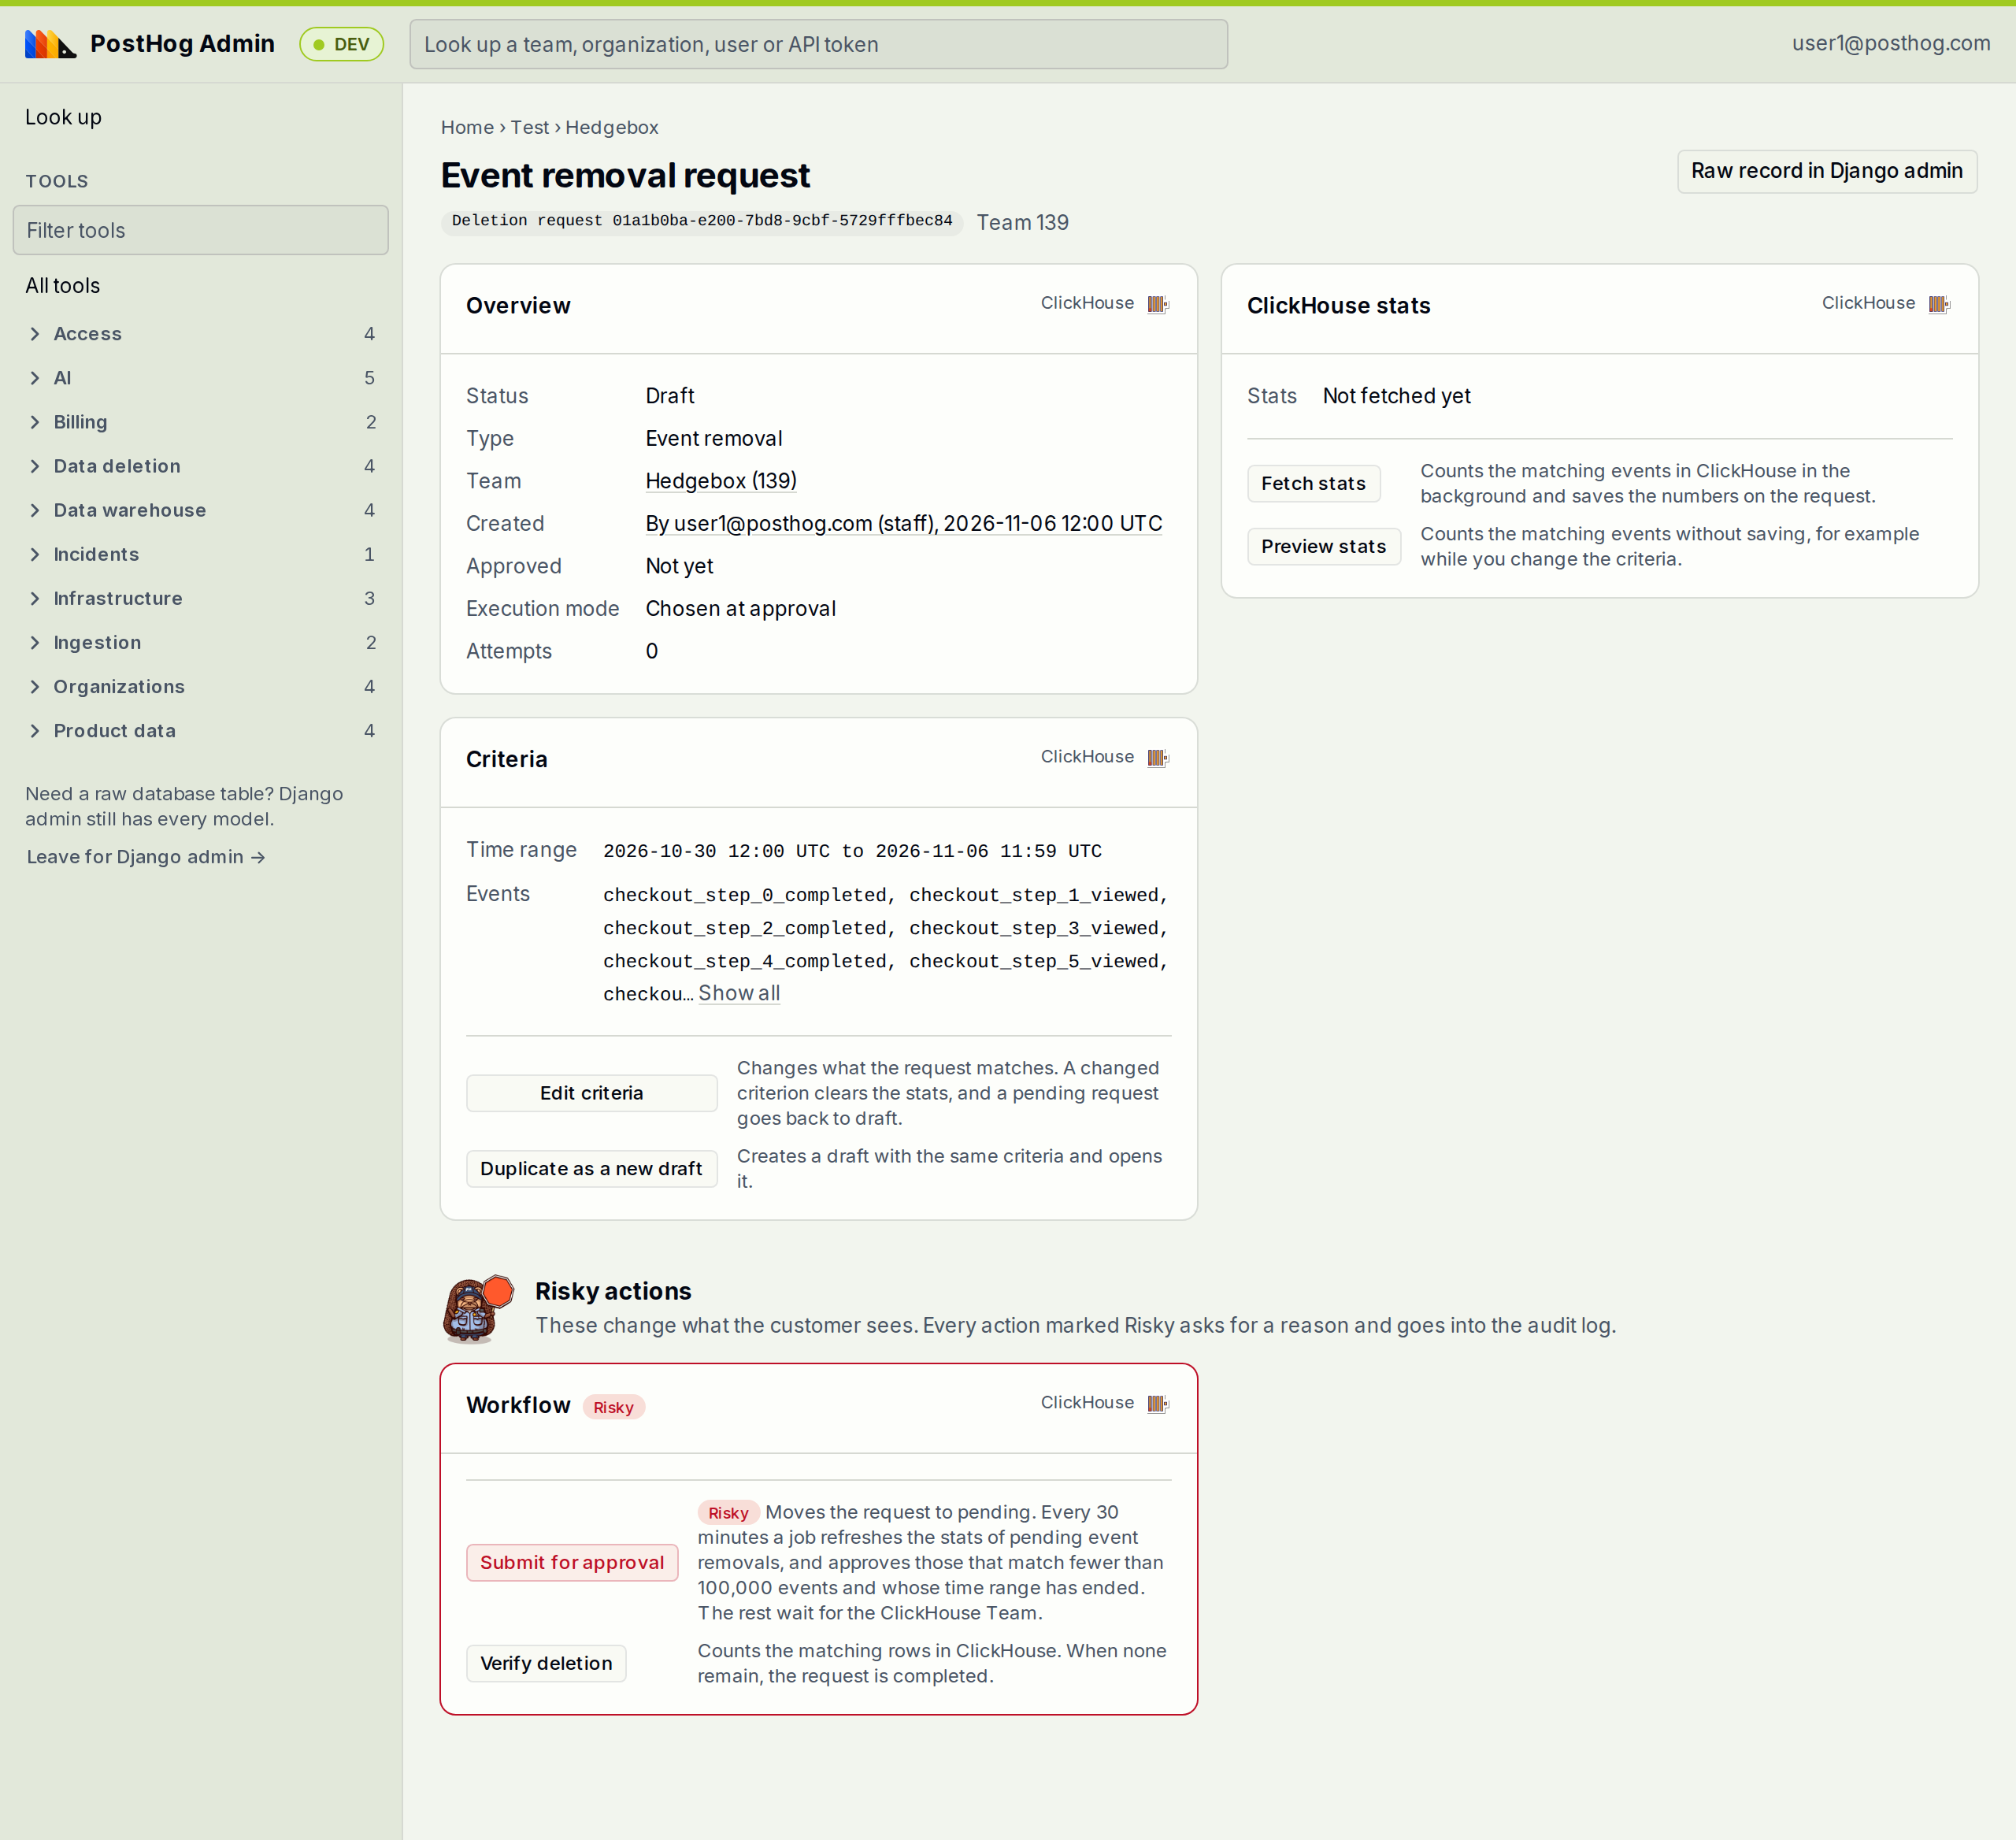 PostHog Admin
DEV
Look up a team, organization, user or API token
user1@posthog.com
Look up
TOOLS
Filter tools
All tools
Access 4
AI 5
Billing 2
Data deletion 4
Data warehouse 4
Incidents 1
Infrastructure 3
Ingestion 2
Organizations 4
Product data 4
Need a raw database table? Django
admin still has every model.
Leave for Django admin →
Home › Test › Hedgebox
Event removal request
Raw record in Django admin
Deletion request 01a1b0ba-e200-7bd8-9cbf-5729fffbec84 Team 139
Overview
ClickHouse
Status Draft
Type Event removal
Team Hedgebox (139)
Created By user1@posthog.com (staff), 2026-11-06 12:00 UTC
Approved Not yet
Execution mode Chosen at approval
Attempts 0
ClickHouse stats
ClickHouse
Stats Not fetched yet
Fetch stats
Counts the matching events in ClickHouse in the
background and saves the numbers on the request.
Preview stats
Counts the matching events without saving, for example
while you change the criteria.
Criteria
ClickHouse
Time range 2026-10-30 12:00 UTC to 2026-11-06 11:59 UTC
Events checkout_step_0_completed, checkout_step_1_viewed,
checkout_step_2_completed, checkout_step_3_viewed,
checkout_step_4_completed, checkout_step_5_viewed,
checkou… Show all
Edit criteria
Changes what the request matches. A changed
criterion clears the stats, and a pending request
goes back to draft.
Duplicate as a new draft
Creates a draft with the same criteria and opens
it.
Risky actions
These change what the customer sees. Every action marked Risky asks for a reason and goes into the audit log.
Workflow Risky
ClickHouse
Submit for approval
Risky Moves the request to pending. Every 30
minutes a job refreshes the stats of pending event
removals, and approves those that match fewer than
100,000 events and whose time range has ended.
The rest wait for the ClickHouse Team.
Verify deletion
Counts the matching rows in ClickHouse. When none
remain, the request is completed.